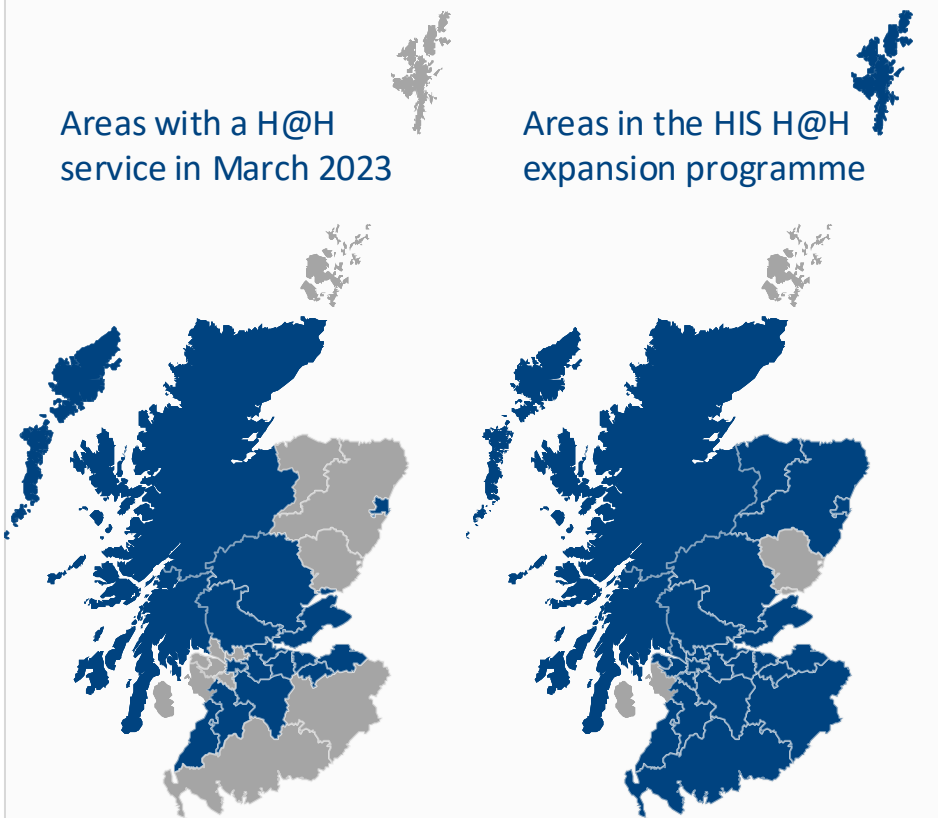 Areas with a H@H
service in March 2023
Areas in the HIS H@H
expansion programme